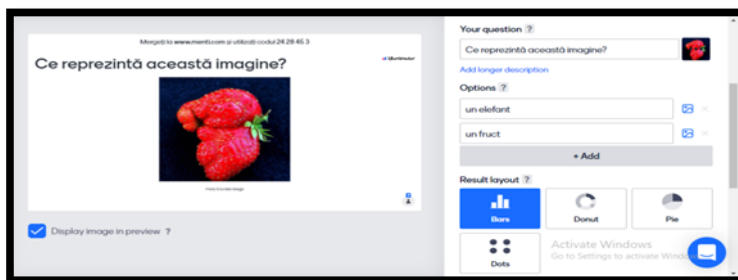 Mergeți la www.menti.com și utilizați codul 24 28 45 3
Ce reprezintă această imagine?
Mentimeter
Display image in preview ?
Your question ?
Ce reprezintă această imagine?
Add longer description
Options ?
un elefant
un fruct
+ Add
Result layout ?
Bars
Donut
Pie
Dots
Activate Windows
Go to Settings to activate Windows